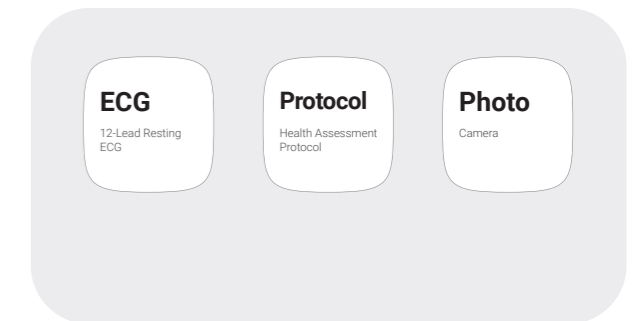 ECG
12-Lead Resting
ECG
Protocol
Health Assessment
Protocol
Photo
Camera